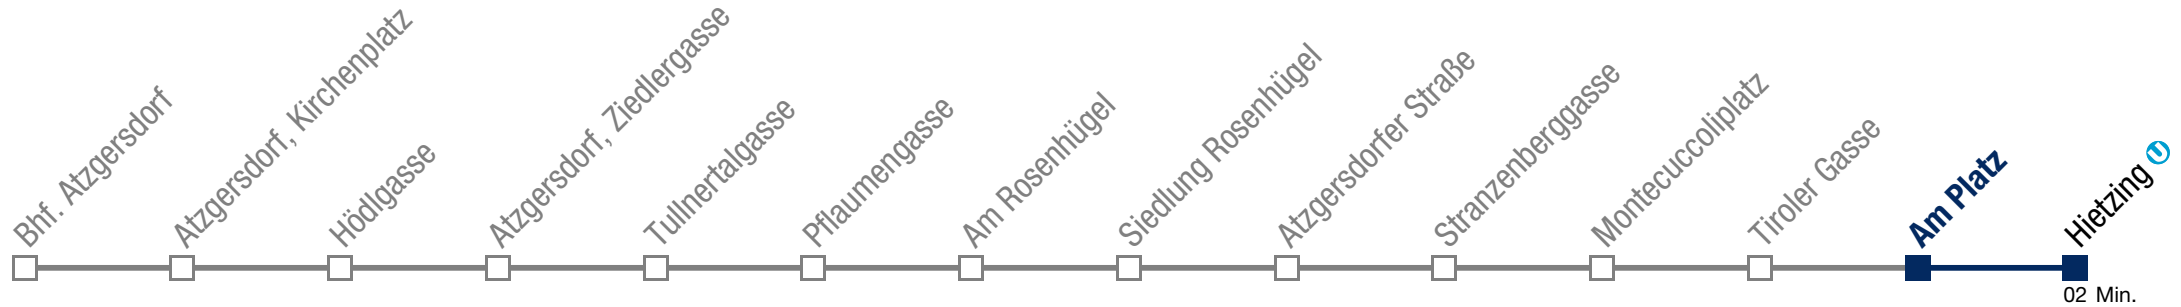 Bhf. Atzgersdorf
Atzgersdorf, Kirchenplatz
Hödlgasse
Atzgersdorf, Ziedlergasse
Tullnertalgasse
Pflaumengasse
Am Rosenhügel
Siedlung Rosenhügel
Atzgersdorfer Straße
Stranzenberggasse
Montecuccoliplatz
Tiroler Gasse
Am Platz
Hietzing U
02 Min.